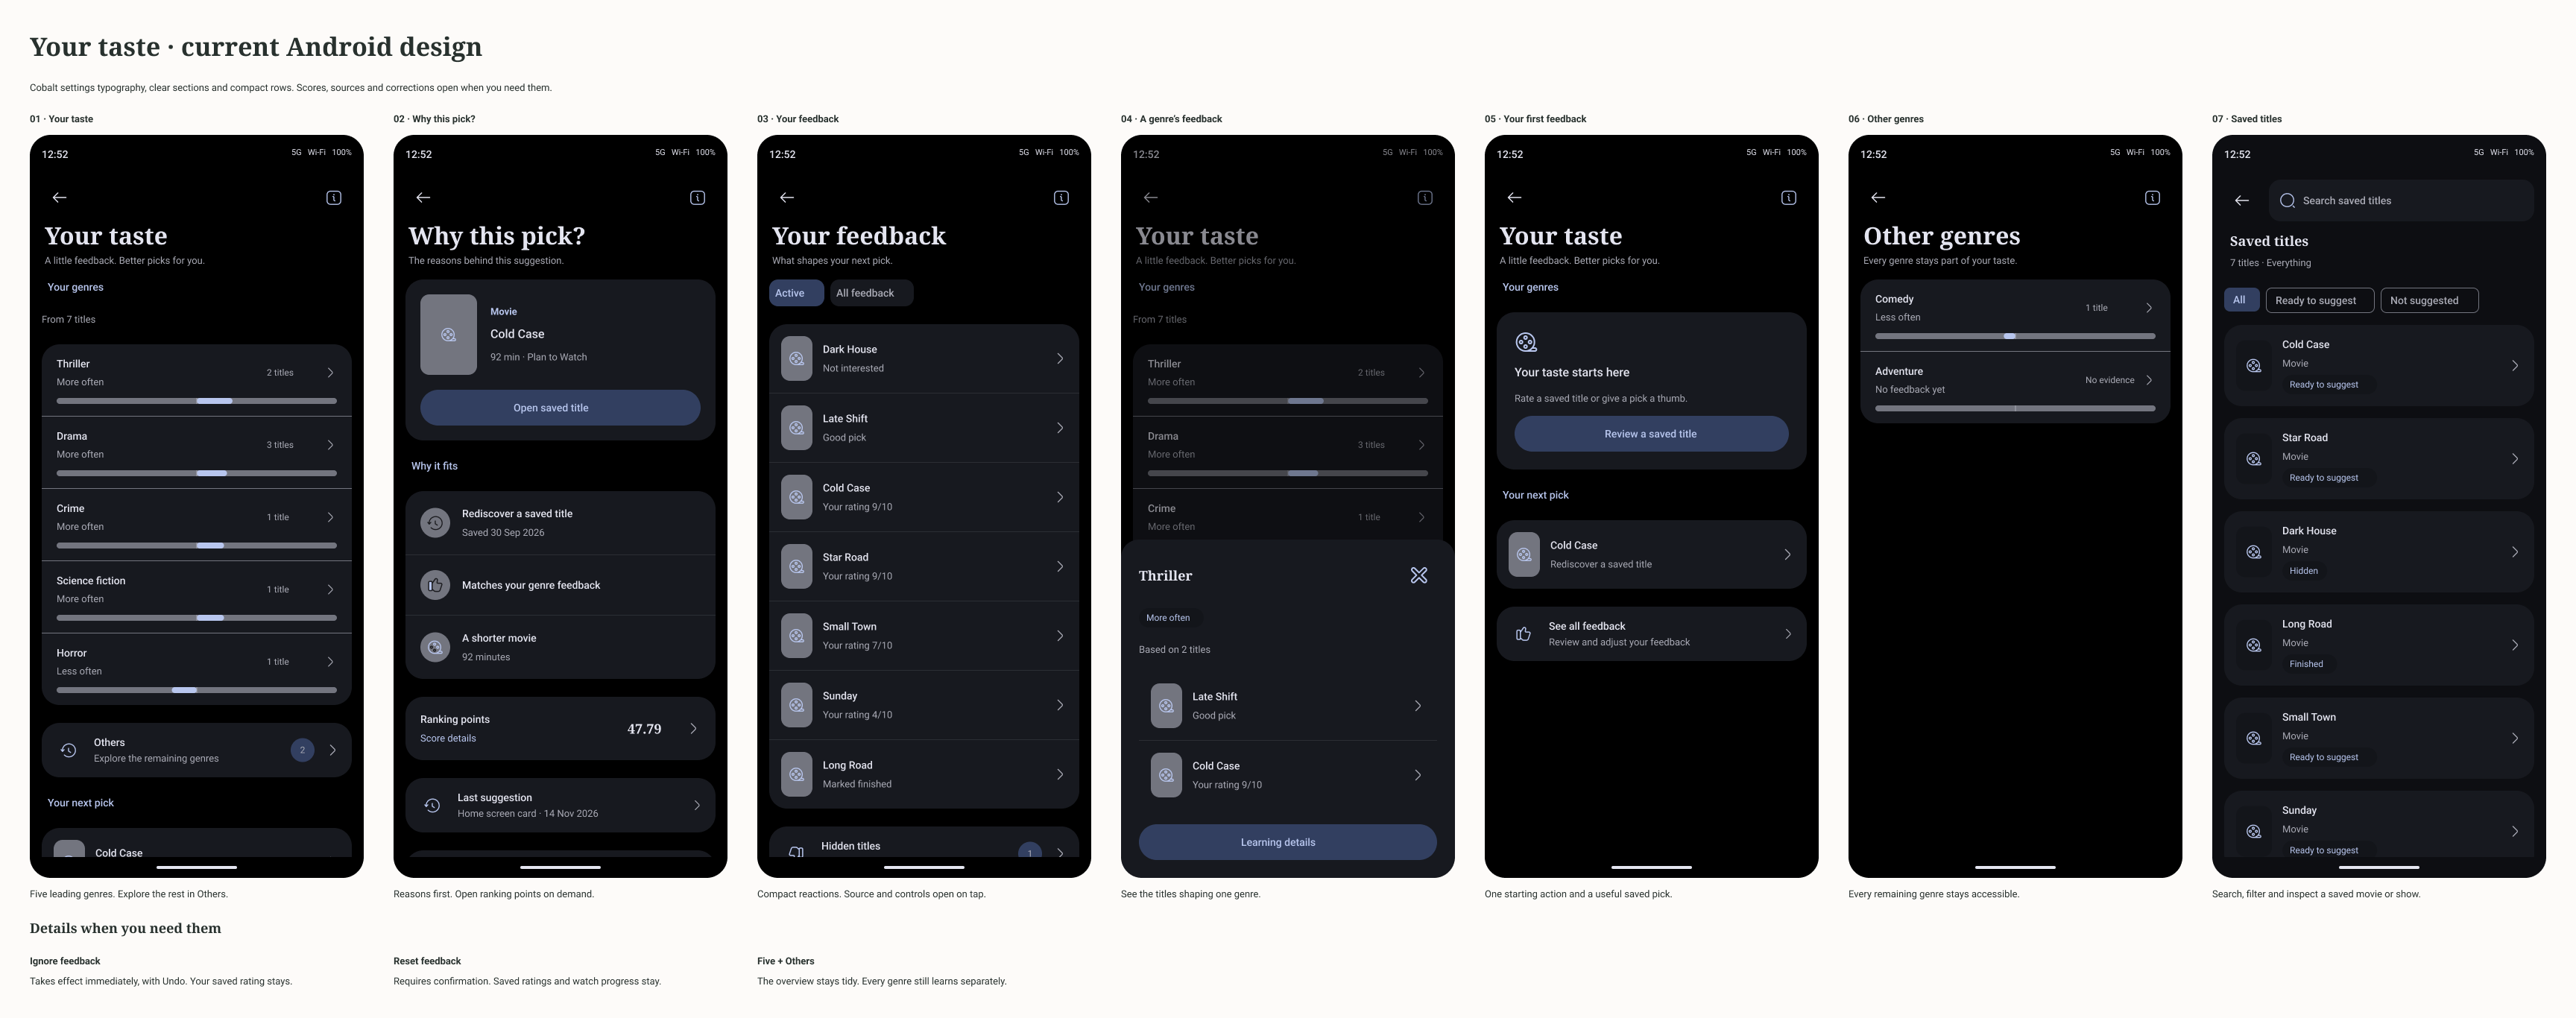 Your taste · current Android design
Cobalt settings typography, clear sections and compact rows. Scores, sources and corrections open when you need them.
01 · Your taste
12:52
5G Wi-Fi 100%
Your taste
A little feedback. Better picks for you.
Your genres
From 7 titles
Thriller
More often
2 titles
Drama
More often
3 titles
Crime
More often
1 title
Science fiction
More often
1 title
Horror
Less often
1 title
Others
Explore the remaining genres
2
Your next pick
Cold Case
Five leading genres. Explore the rest in Others.
02 · Why this pick?
12:52
5G Wi-Fi 100%
Why this pick?
The reasons behind this suggestion.
Movie
Cold Case
92 min · Plan to Watch
Open saved title
Why it fits
Rediscover a saved title
Saved 30 Sep 2026
Matches your genre feedback
A shorter movie
92 minutes
Ranking points
Score details
47.79
Last suggestion
Home screen card · 14 Nov 2026
Reasons first. Open ranking points on demand.
03 · Your feedback
12:52
5G Wi-Fi 100%
Your feedback
What shapes your next pick.
Active
All feedback
Dark House
Not interested
Late Shift
Good pick
Cold Case
Your rating 9/10
Star Road
Your rating 9/10
Small Town
Your rating 7/10
Sunday
Your rating 4/10
Long Road
Marked finished
Hidden titles
1
Compact reactions. Source and controls open on tap.
04 · A genre's feedback
12:52
5G Wi-Fi 100%
Your taste
A little feedback. Better picks for you.
Your genres
From 7 titles
Thriller
More often
2 titles
Drama
More often
3 titles
Crime
More often
1 title
Thriller
More often
Based on 2 titles
Late Shift
Good pick
Cold Case
Your rating 9/10
Learning details
See the titles shaping one genre.
05 · Your first feedback
12:52
5G Wi-Fi 100%
Your taste
A little feedback. Better picks for you.
Your genres
Your taste starts here
Rate a saved title or give a pick a thumb.
Review a saved title
Your next pick
Cold Case
Rediscover a saved title
See all feedback
Review and adjust your feedback
One starting action and a useful saved pick.
06 · Other genres
12:52
5G Wi-Fi 100%
Other genres
Every genre stays part of your taste.
Comedy
Less often
1 title
Adventure
No feedback yet
No evidence
Every remaining genre stays accessible.
07 · Saved titles
12:52
5G Wi-Fi 100%
Search saved titles
Saved titles
7 titles · Everything
All
Ready to suggest
Not suggested
Cold Case
Movie
Ready to suggest
Star Road
Movie
Ready to suggest
Dark House
Movie
Hidden
Long Road
Movie
Finished
Small Town
Movie
Ready to suggest
Sunday
Movie
Ready to suggest
Search, filter and inspect a saved movie or show.
Details when you need them
Ignore feedback
Takes effect immediately, with Undo. Your saved rating stays.
Reset feedback
Requires confirmation. Saved ratings and watch progress stay.
Five + Others
The overview stays tidy. Every genre still learns separately.